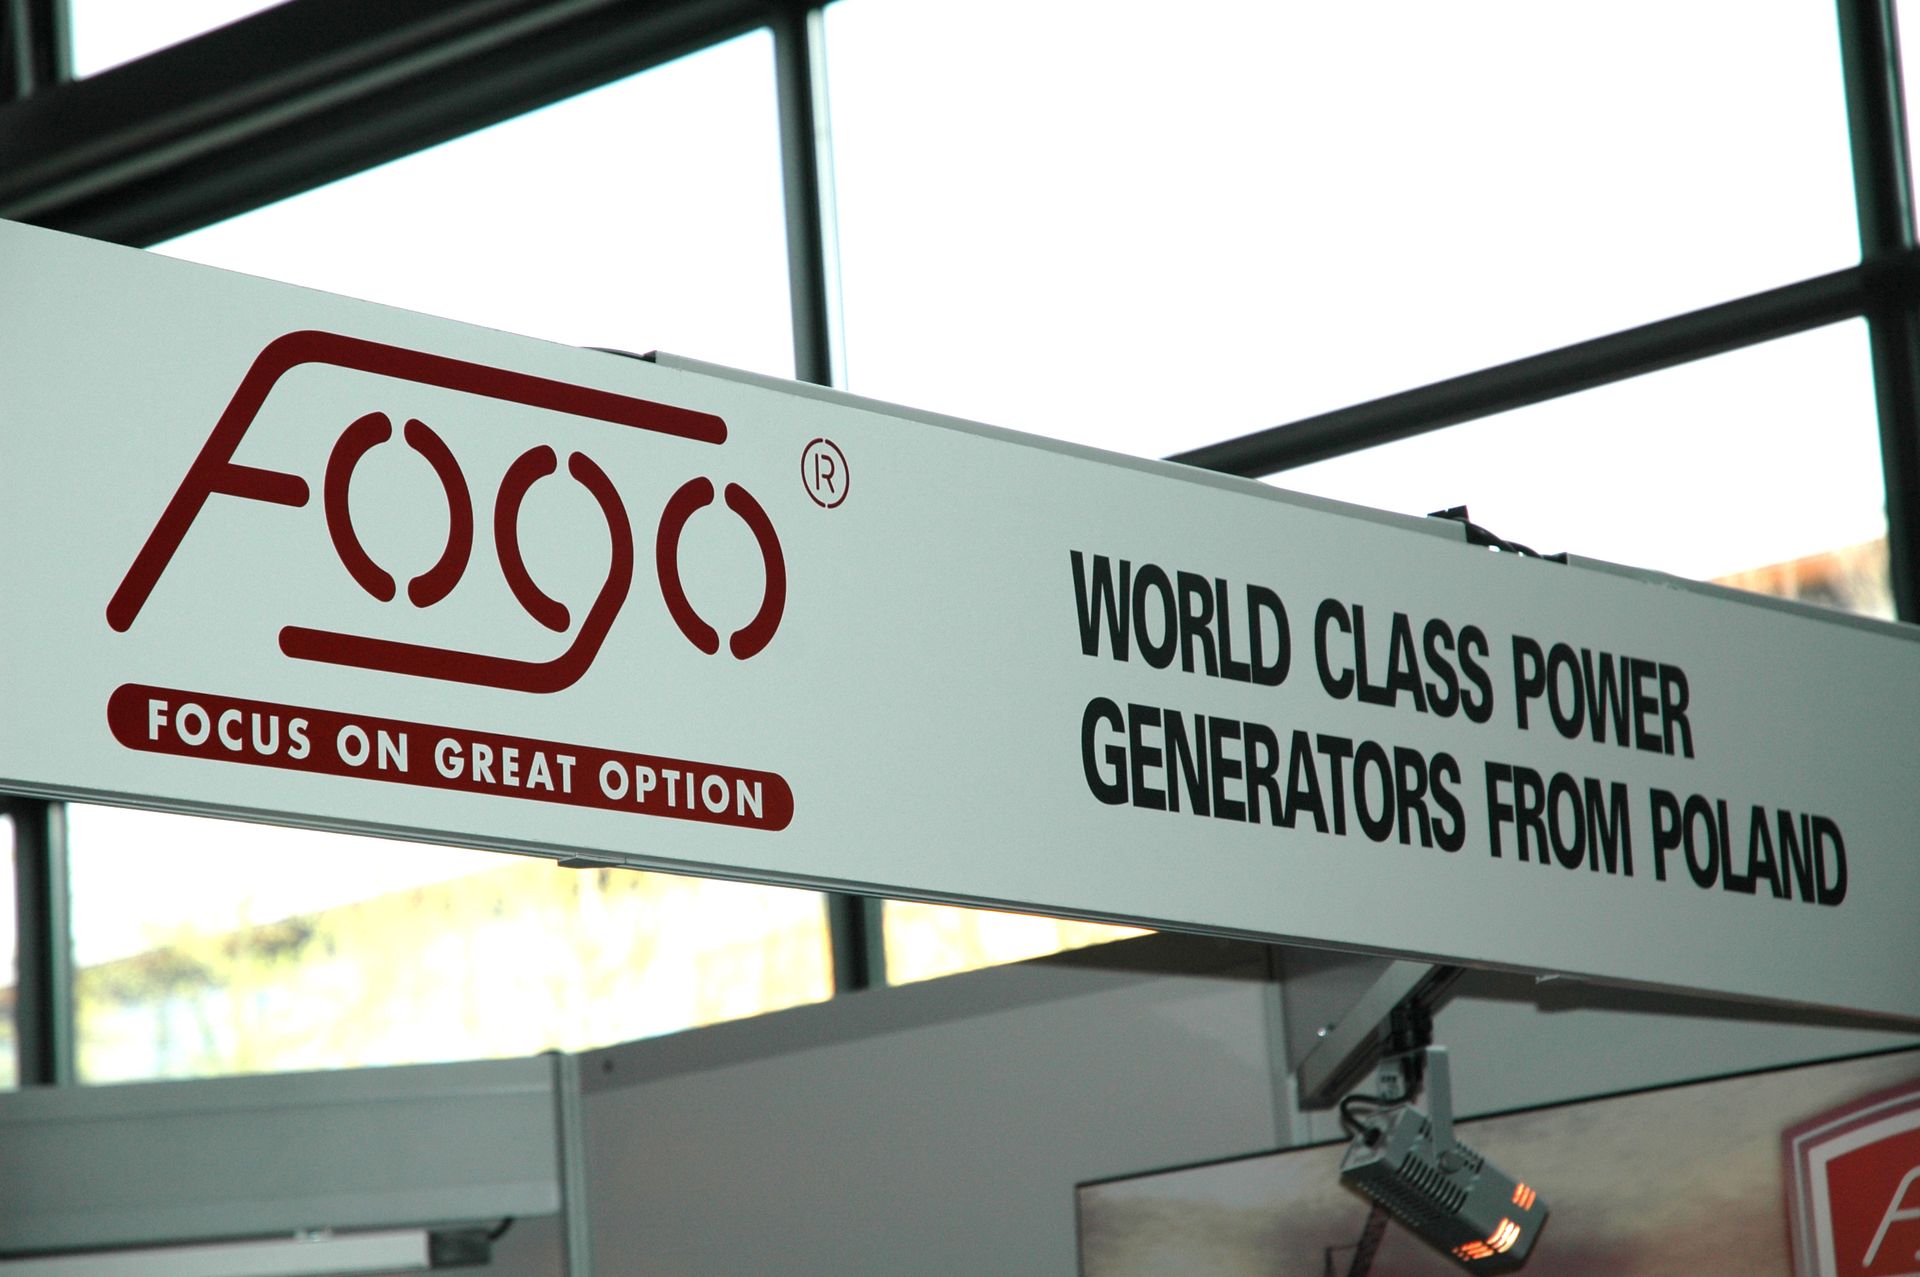 Fogo®
FOCUS ON GREAT OPTION
WORLD CLASS POWER
GENERATORS FROM POLAND